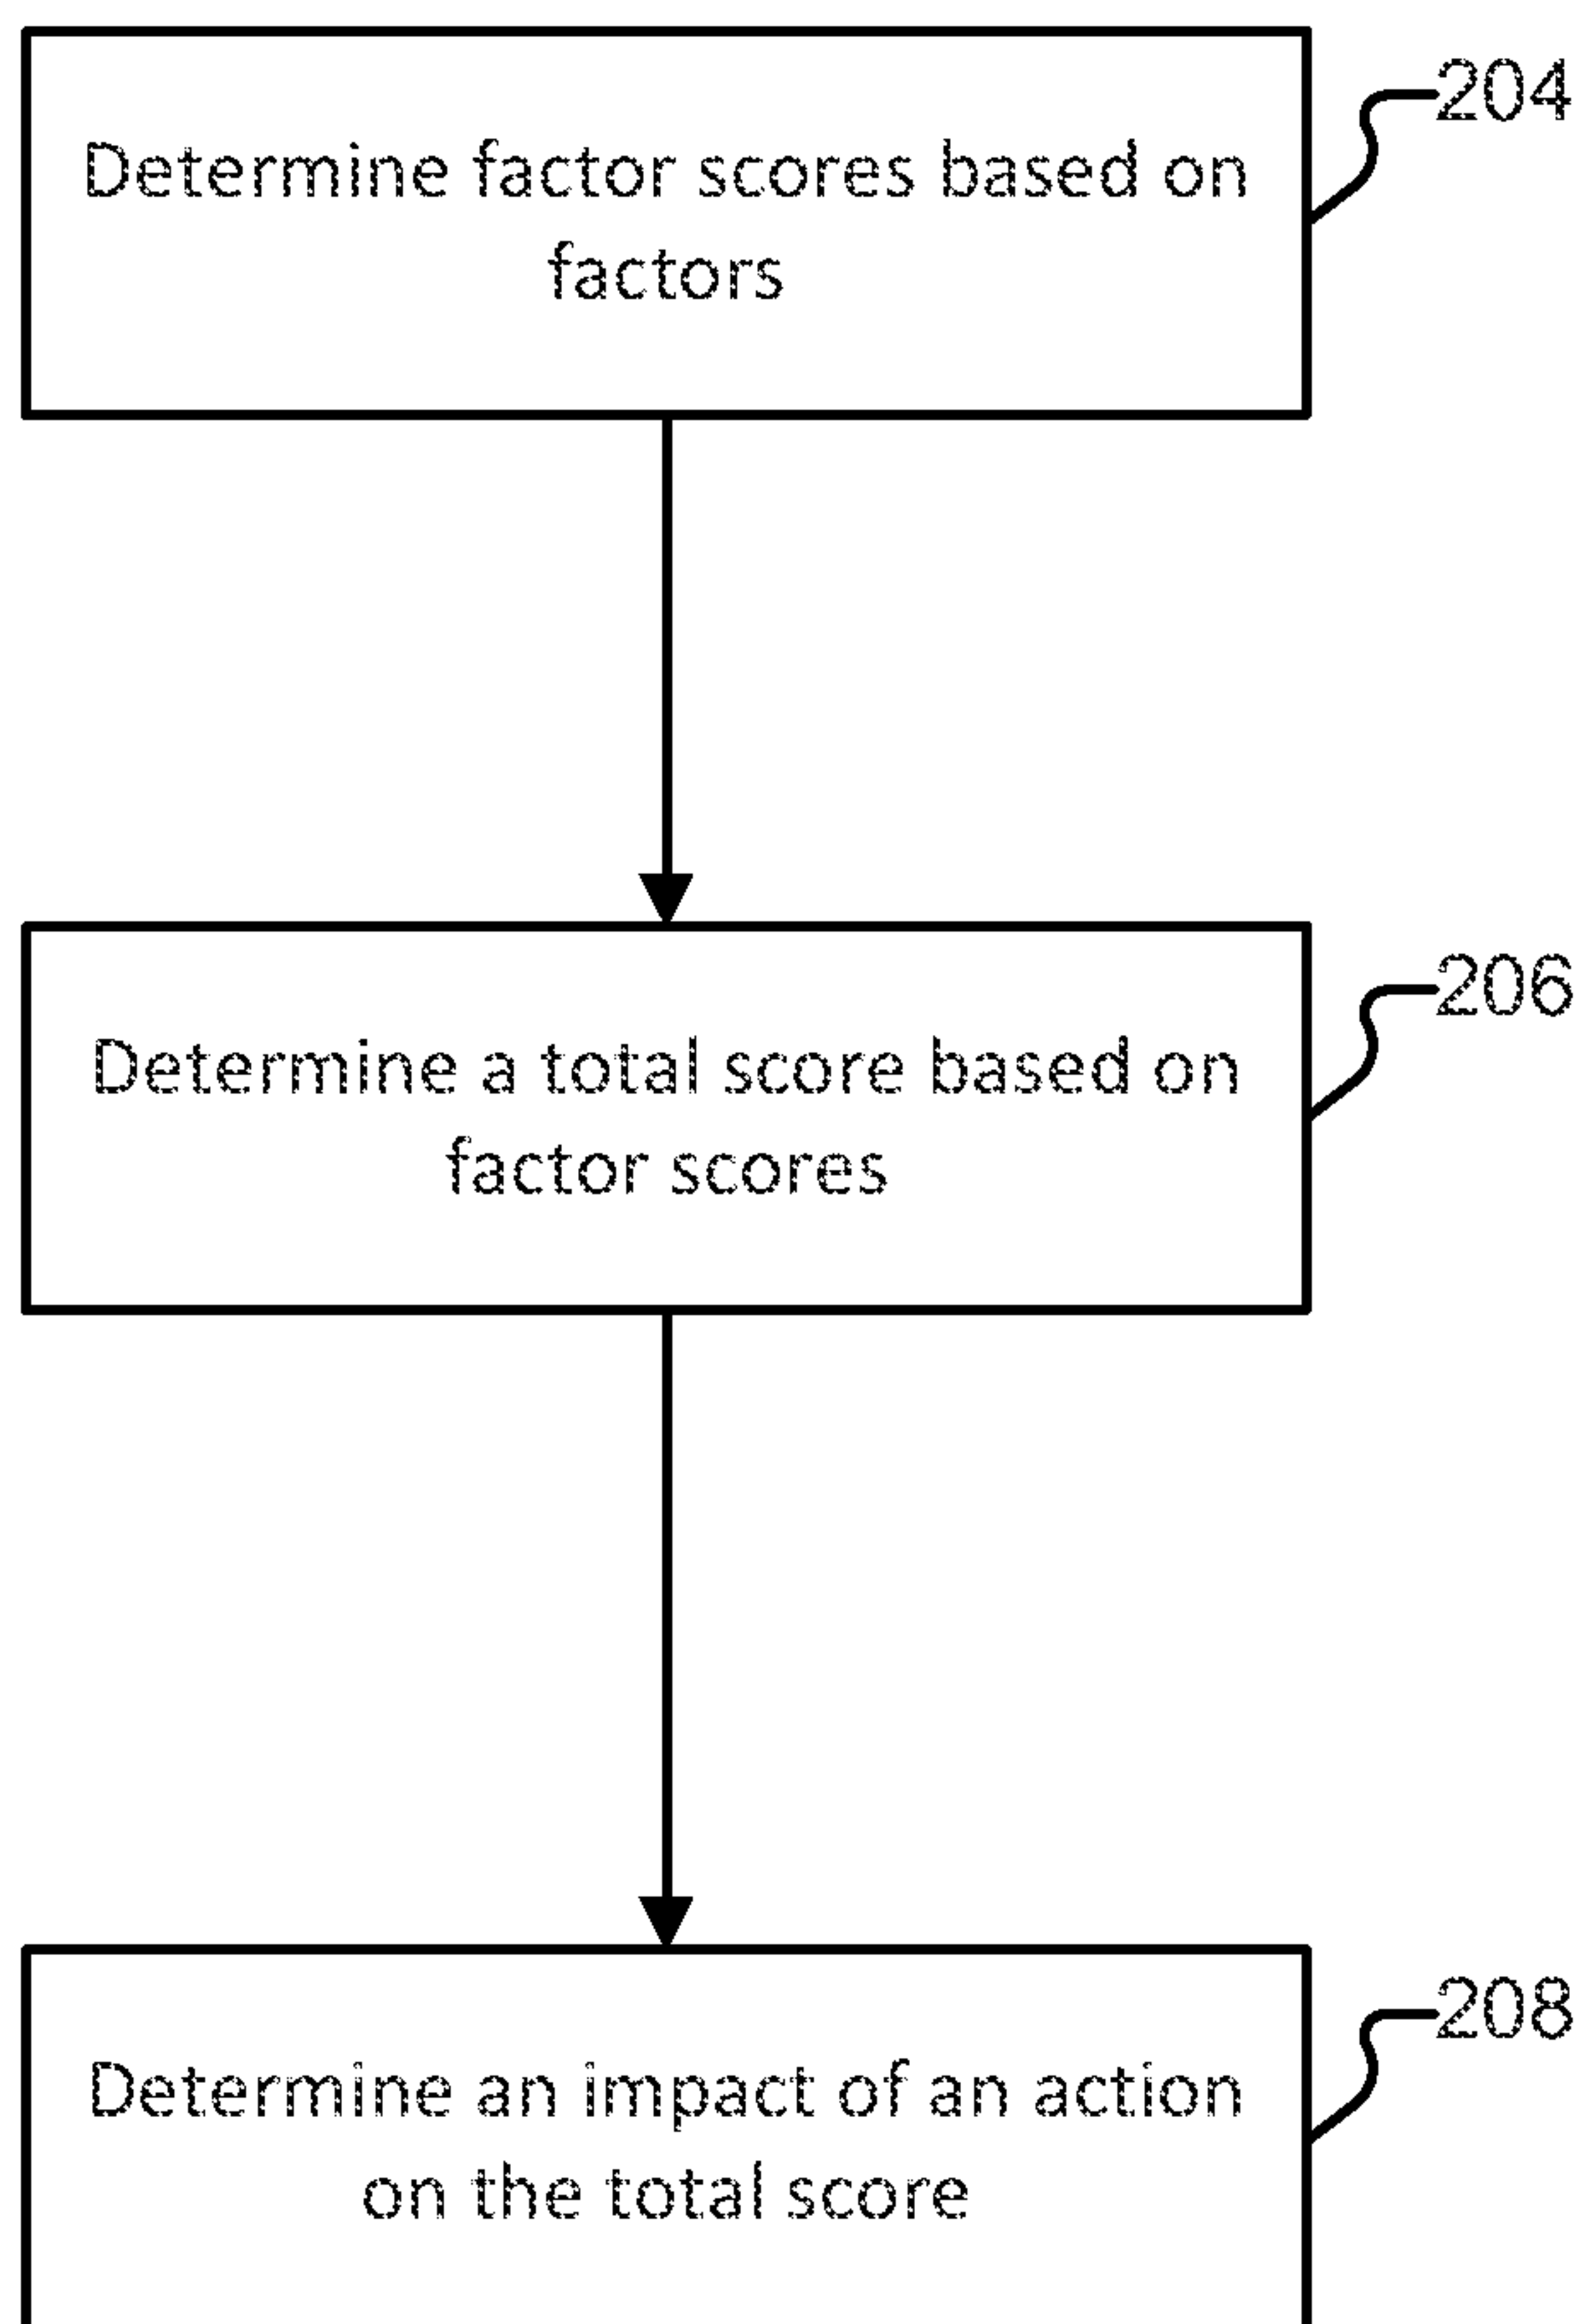 204
Determine factor scores based on
factors
206
Determine a total score based on
factor scores
208
Determine an impact of an action
on the total score